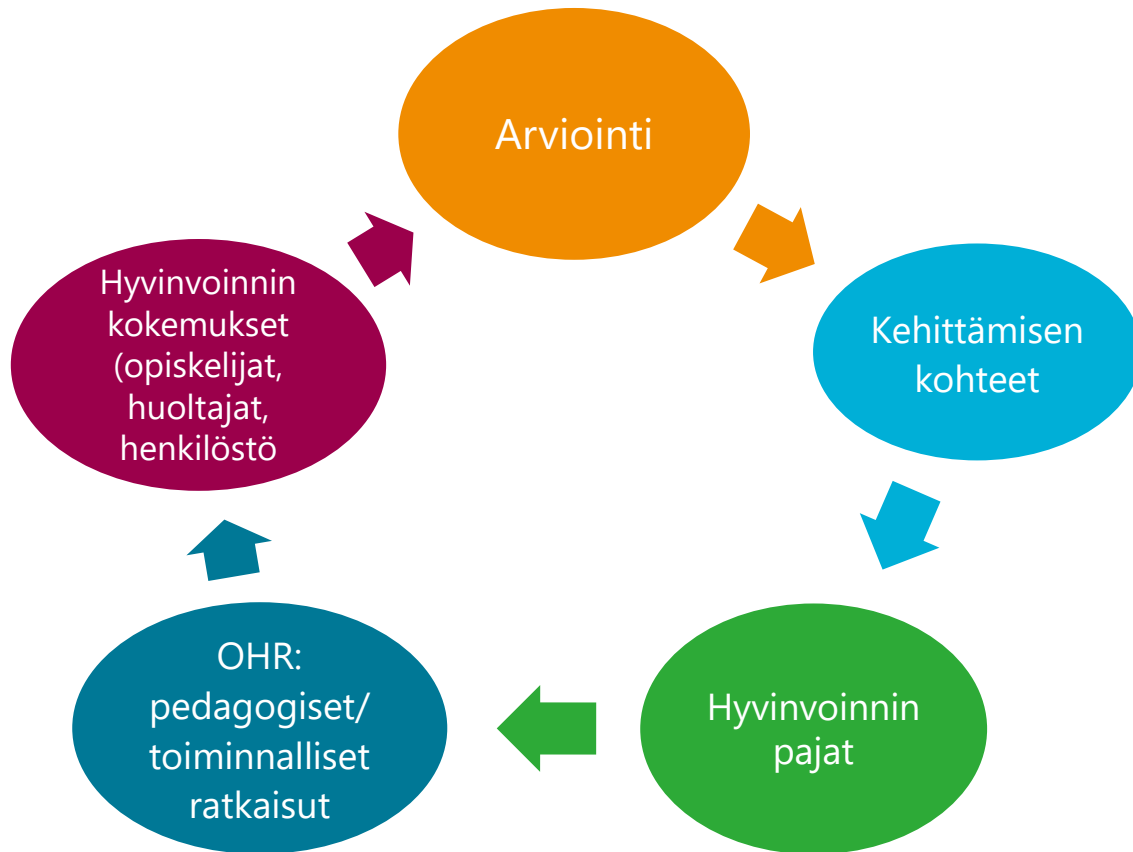 Arviointi
Kehittämisen
kohteet
Hyvinvoinnin
pajat
OHR:
pedagogiset/
toiminnalliset
ratkaisut
Hyvinvoinnin
kokemukset
(opiskelijat,
huoltajat,
henkilöstö